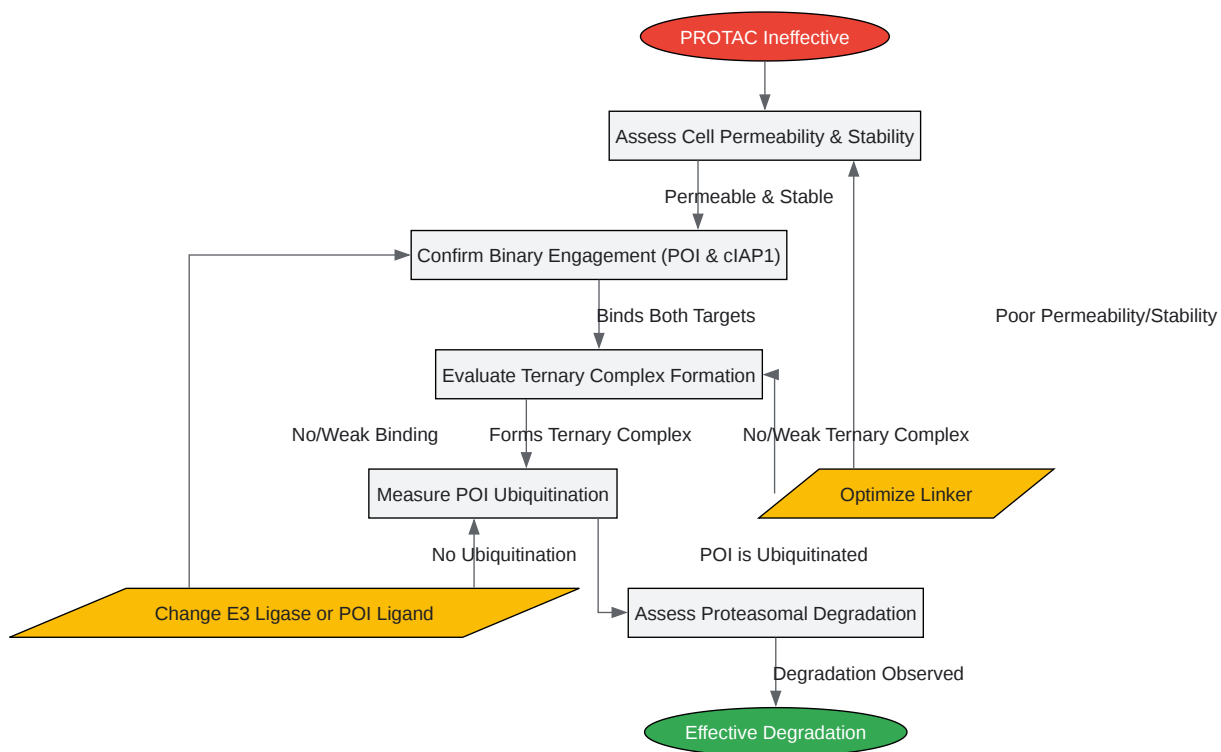 PROTAC Ineffective
Assess Cell Permeability & Stability
Permeable & Stable
Confirm Binary Engagement (POI & cIAP1)
Binds Both Targets
Poor Permeability/Stability
Evaluate Ternary Complex Formation
No/Weak Binding
Forms Ternary Complex
No/Weak Ternary Complex
Measure POI Ubiquitination
Optimize Linker
No Ubiquitination
POI is Ubiquitinated
Change E3 Ligase or POI Ligand
Assess Proteasomal Degradation
Degradation Observed
Effective Degradation